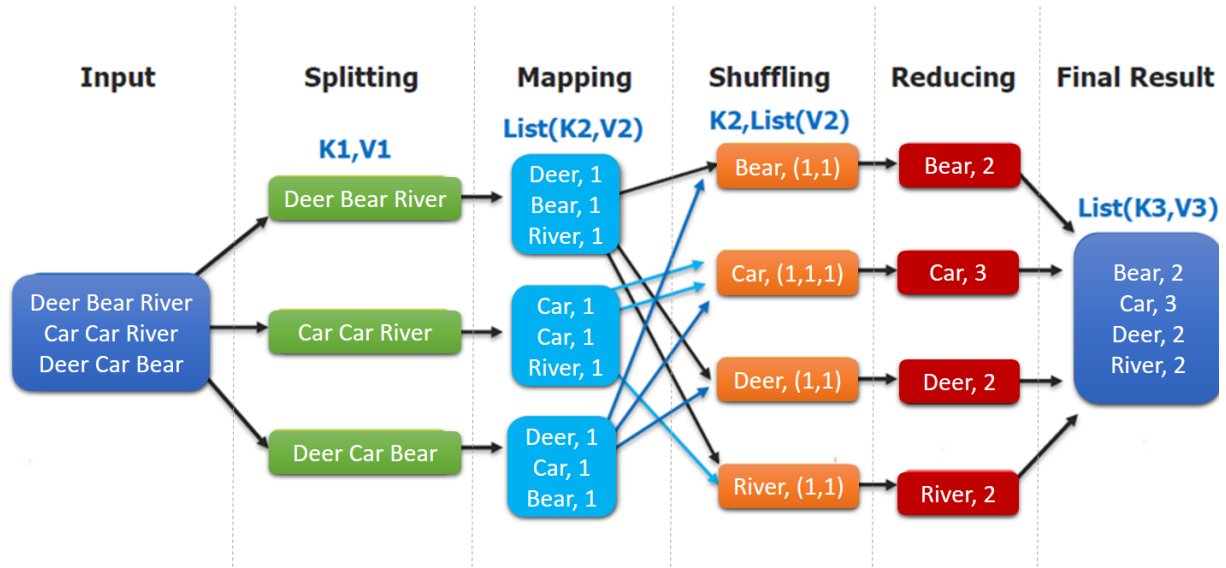 Input
Splitting
Mapping
Shuffling
Reducing
Final Result
K1,V1
List(K2,V2)
K2,List(V2)
List(K3,V3)
Deer Bear River
Car Car River
Deer Car Bear
Deer Bear River
Car Car River
Deer Car Bear
Deer, 1
Bear, 1
River, 1
Car, 1
Car, 1
River, 1
Deer, 1
Car, 1
Bear, 1
Bear, (1,1)
Car, (1,1,1)
Deer, (1,1)
River, (1,1)
Bear, 2
Car, 3
Deer, 2
River, 2
Bear, 2
Car, 3
Deer, 2
River, 2